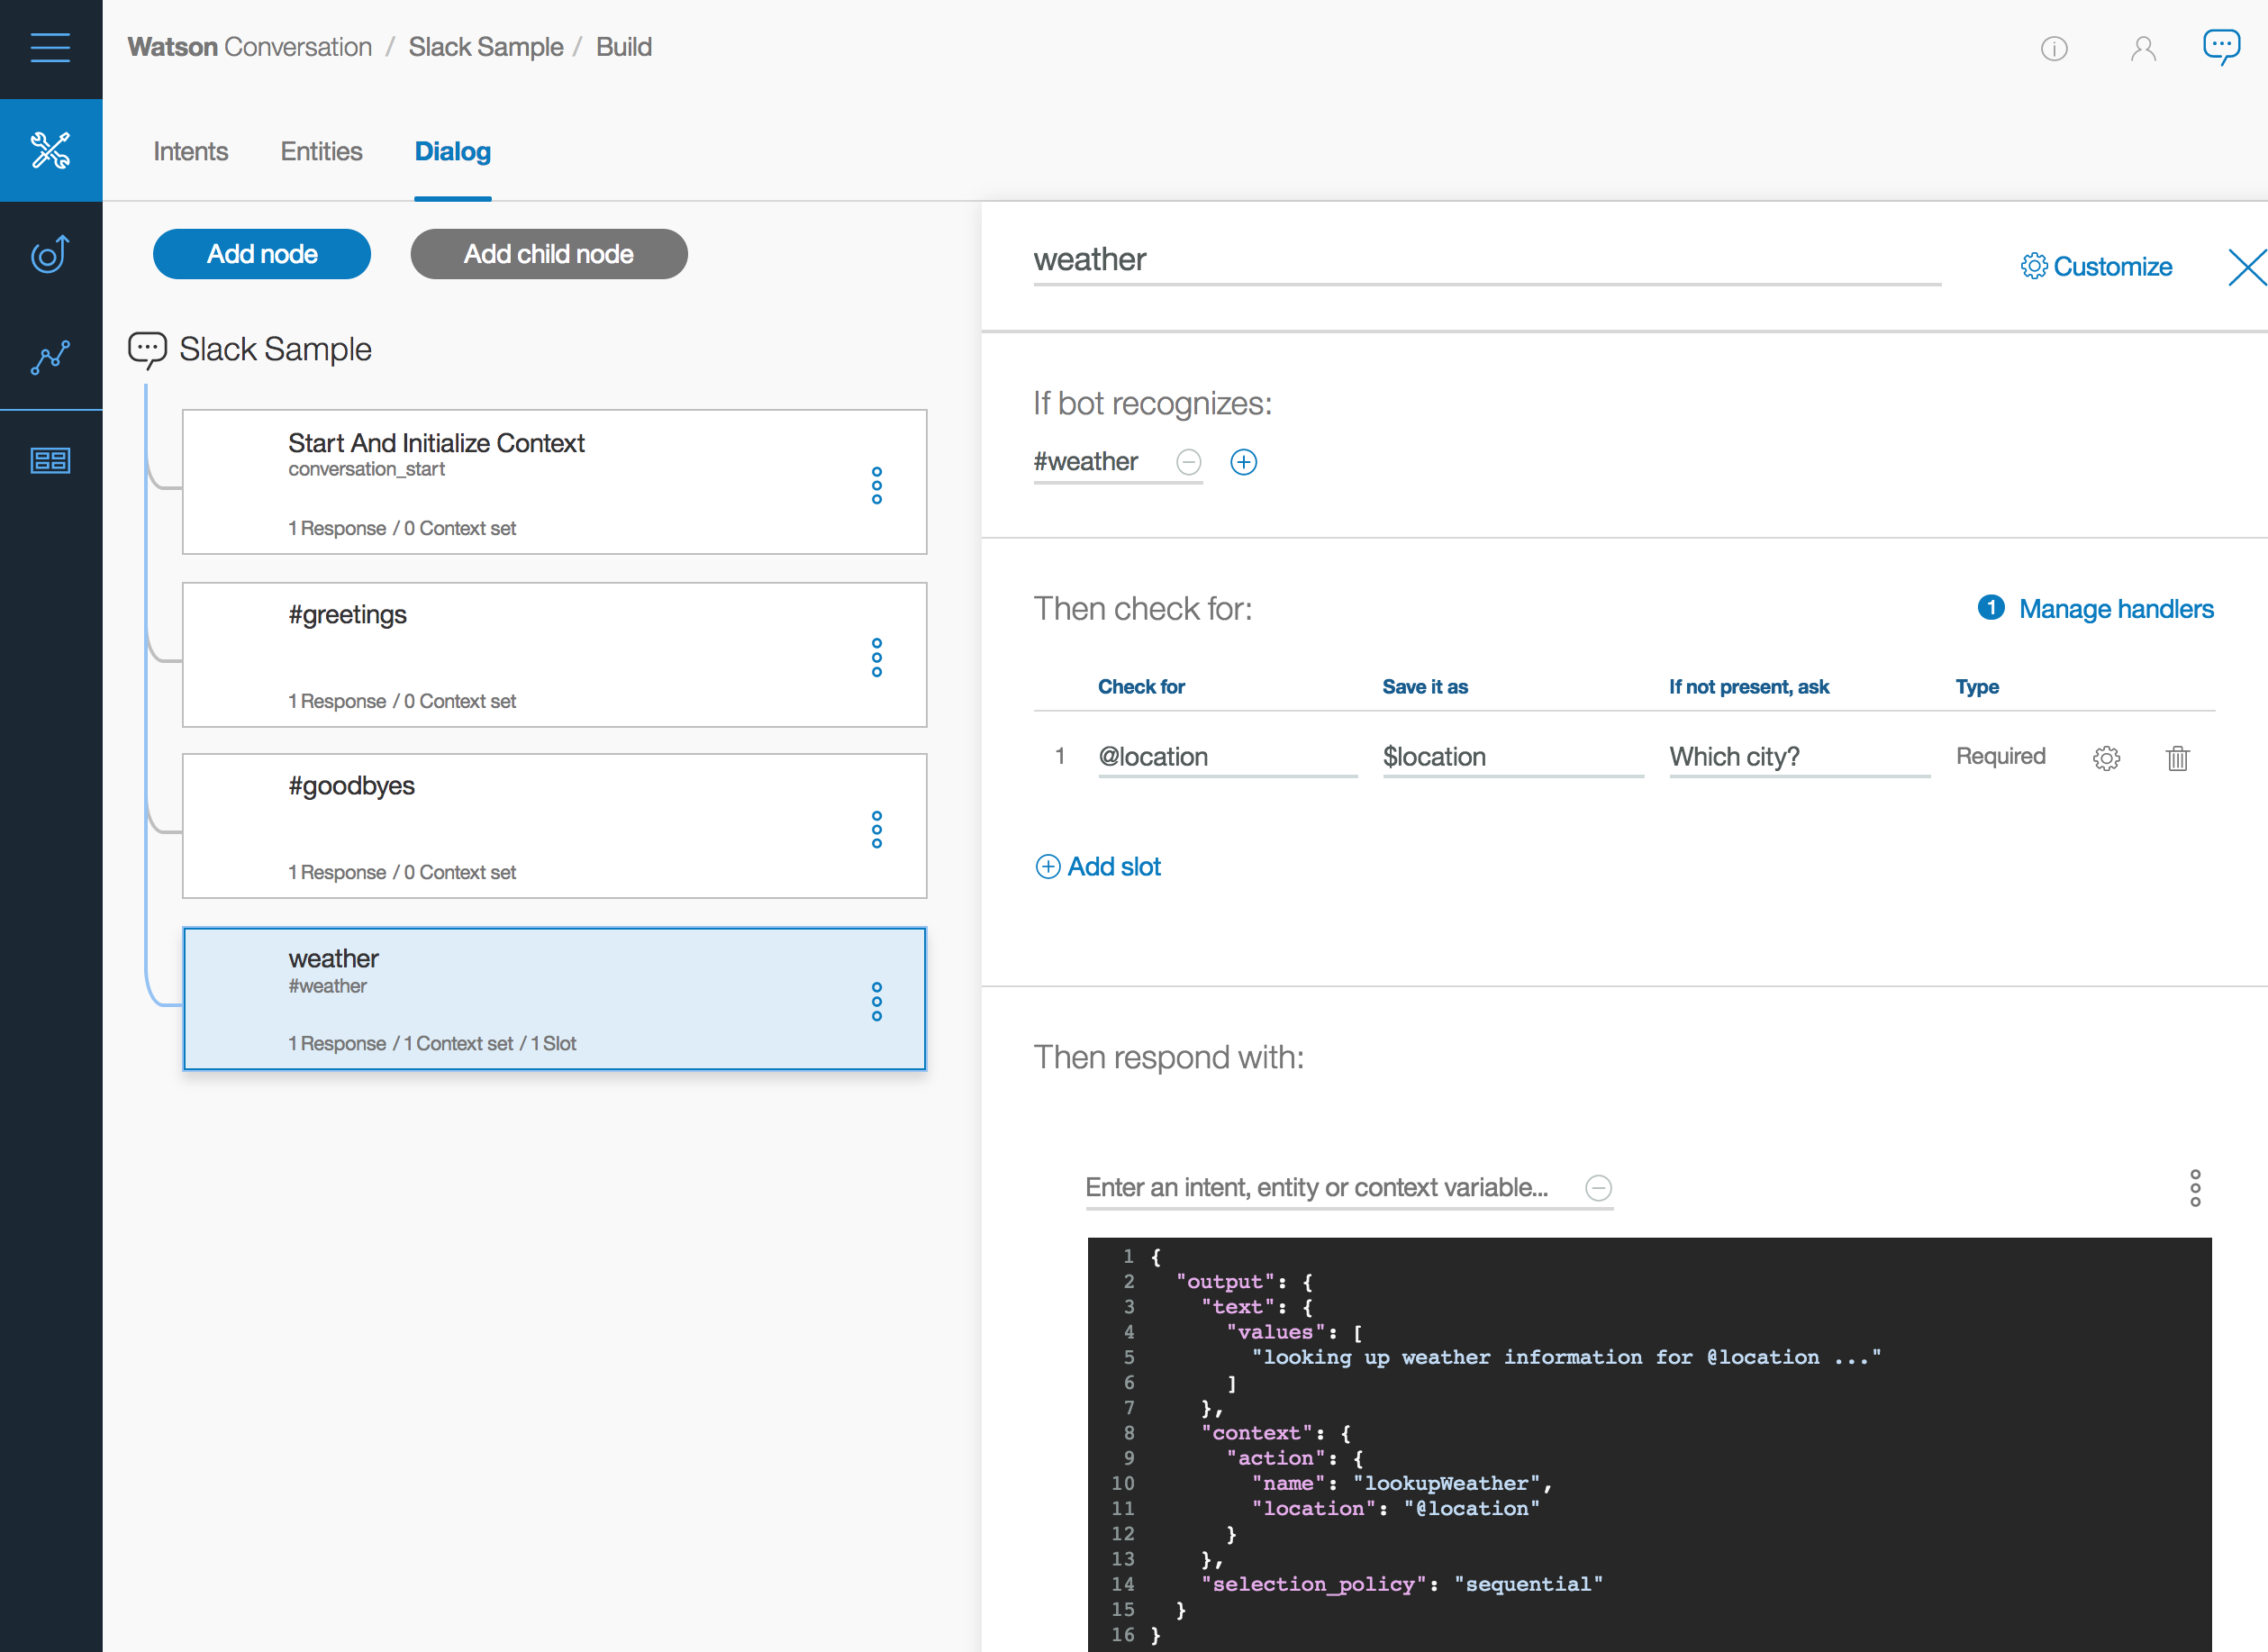 Watson Conversation / Slack Sample / Build
Intents Entities Dialog
Add node Add child node
Slack Sample
Start And Initialize Context
conversation_start
1 Response / 0 Context set
#greetings
1 Response / 0 Context set
#goodbyes
1 Response / 0 Context set
weather
#weather
1 Response / 1 Context set / 1 Slot
weather
Customize
If bot recognizes:
#weather
Then check for:
1 Manage handlers
Check for Save it as If not present, ask Type
1 @location $location Which city? Required
Add slot
Then respond with:
Enter an intent, entity or context variable...
1 {
2 "output": {
3 "text": {
4 "values": [
5 "looking up weather information for @location ..."
6 ]
7 },
8 "context": {
9 "action": {
10 "name": "lookupWeather",
11 "location": "@location"
12 }
13 },
14 "selection_policy": "sequential"
15 }
16 }